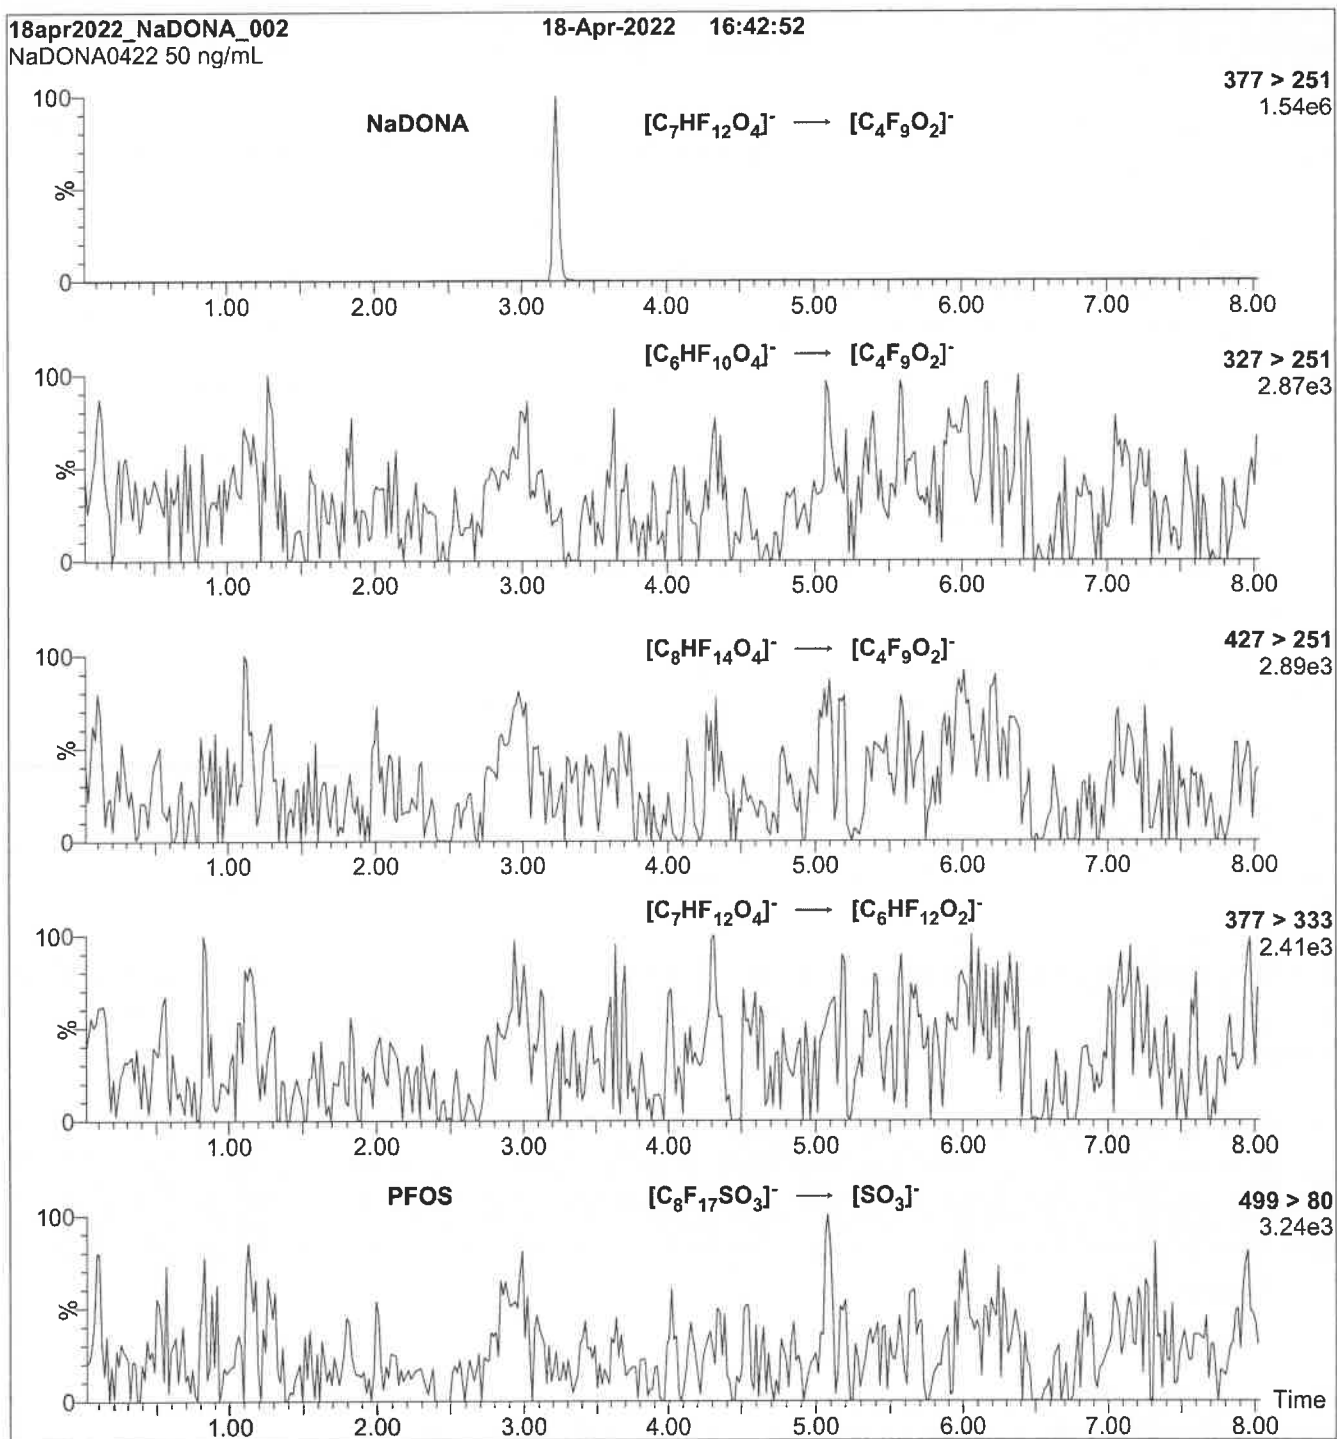 18apr2022_NaDONA_002 18-Apr-2022 16:42:52
NaDONA0422 50 ng/mL
377 > 251
1.54e6
NaDONA [C₇HF₁₂O₄]⁻ → [C₄F₉O₂]⁻
100
%
0
1.00 2.00 3.00 4.00 5.00 6.00 7.00 8.00
[C₆HF₁₀O₄]⁻ → [C₄F₉O₂]⁻
327 > 251
2.87e3
100
%
0
1.00 2.00 3.00 4.00 5.00 6.00 7.00 8.00
[C₈HF₁₄O₄]⁻ → [C₄F₉O₂]⁻
427 > 251
2.89e3
100
%
0
1.00 2.00 3.00 4.00 5.00 6.00 7.00 8.00
[C₇HF₁₂O₄]⁻ → [C₆HF₁₂O₂]⁻
377 > 333
2.41e3
100
%
0
1.00 2.00 3.00 4.00 5.00 6.00 7.00 8.00
PFOS [C₈F₁₇SO₃]⁻ → [SO₃]⁻
499 > 80
3.24e3
100
%
0
Time
1.00 2.00 3.00 4.00 5.00 6.00 7.00 8.00